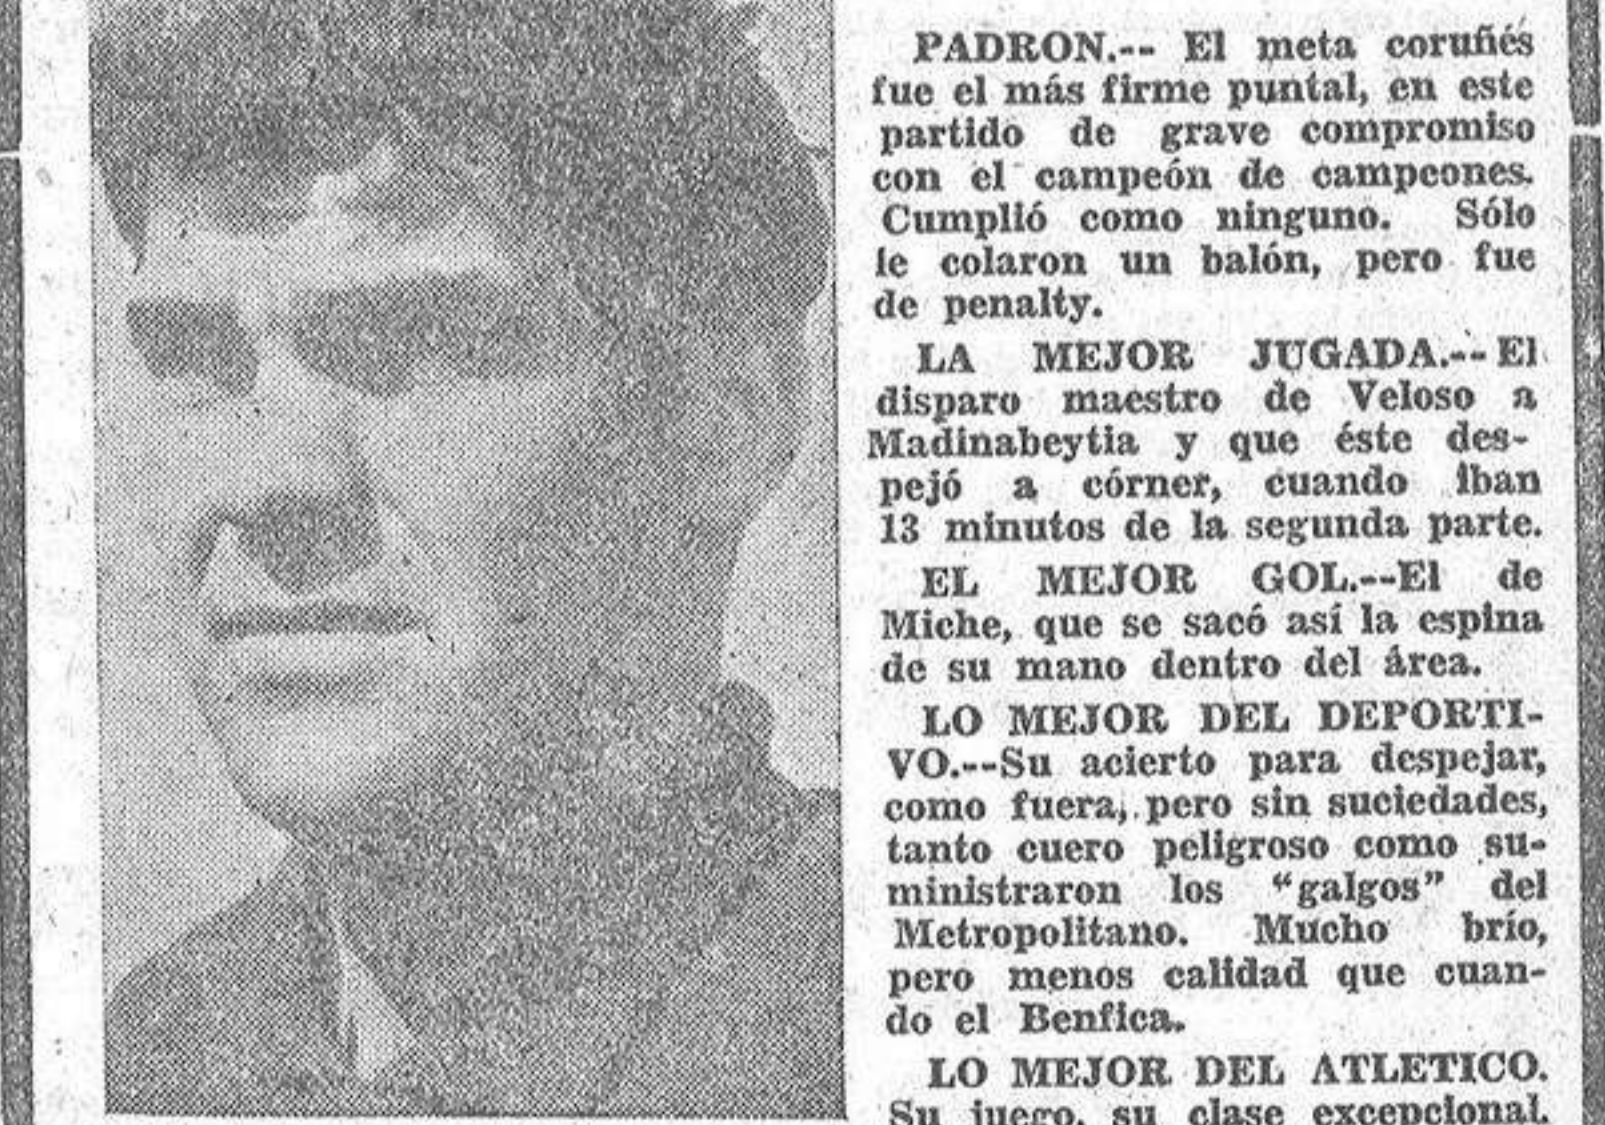 PADRON.-- El meta coruñés
fue el más firme puntal, en este
partido de grave compromiso
con el campeón de campeones.
Cumplió como ninguno. Sólo
le colaron un balón, pero fue
de penalty.
LA MEJOR JUGADA.--El
disparo maestro de Veloso a
Madinabeytia y que éste des-
pejó a córner, cuando iban
13 minutos de la segunda parte.
EL MEJOR GOL.--El de
Miche, que se sacó así la espina
de su mano dentro del área.
LO MEJOR DEL DEPORTI-
VO.--Su acierto para despejar,
como fuera, pero sin suciedades,
tanto cuero peligroso como su-
ministraron los “galgos” del
Metropolitano. Mucho brío,
pero menos calidad que cuan-
do el Benfica.
LO MEJOR DEL ATLETICO.
Su juego, su clase excepcional.